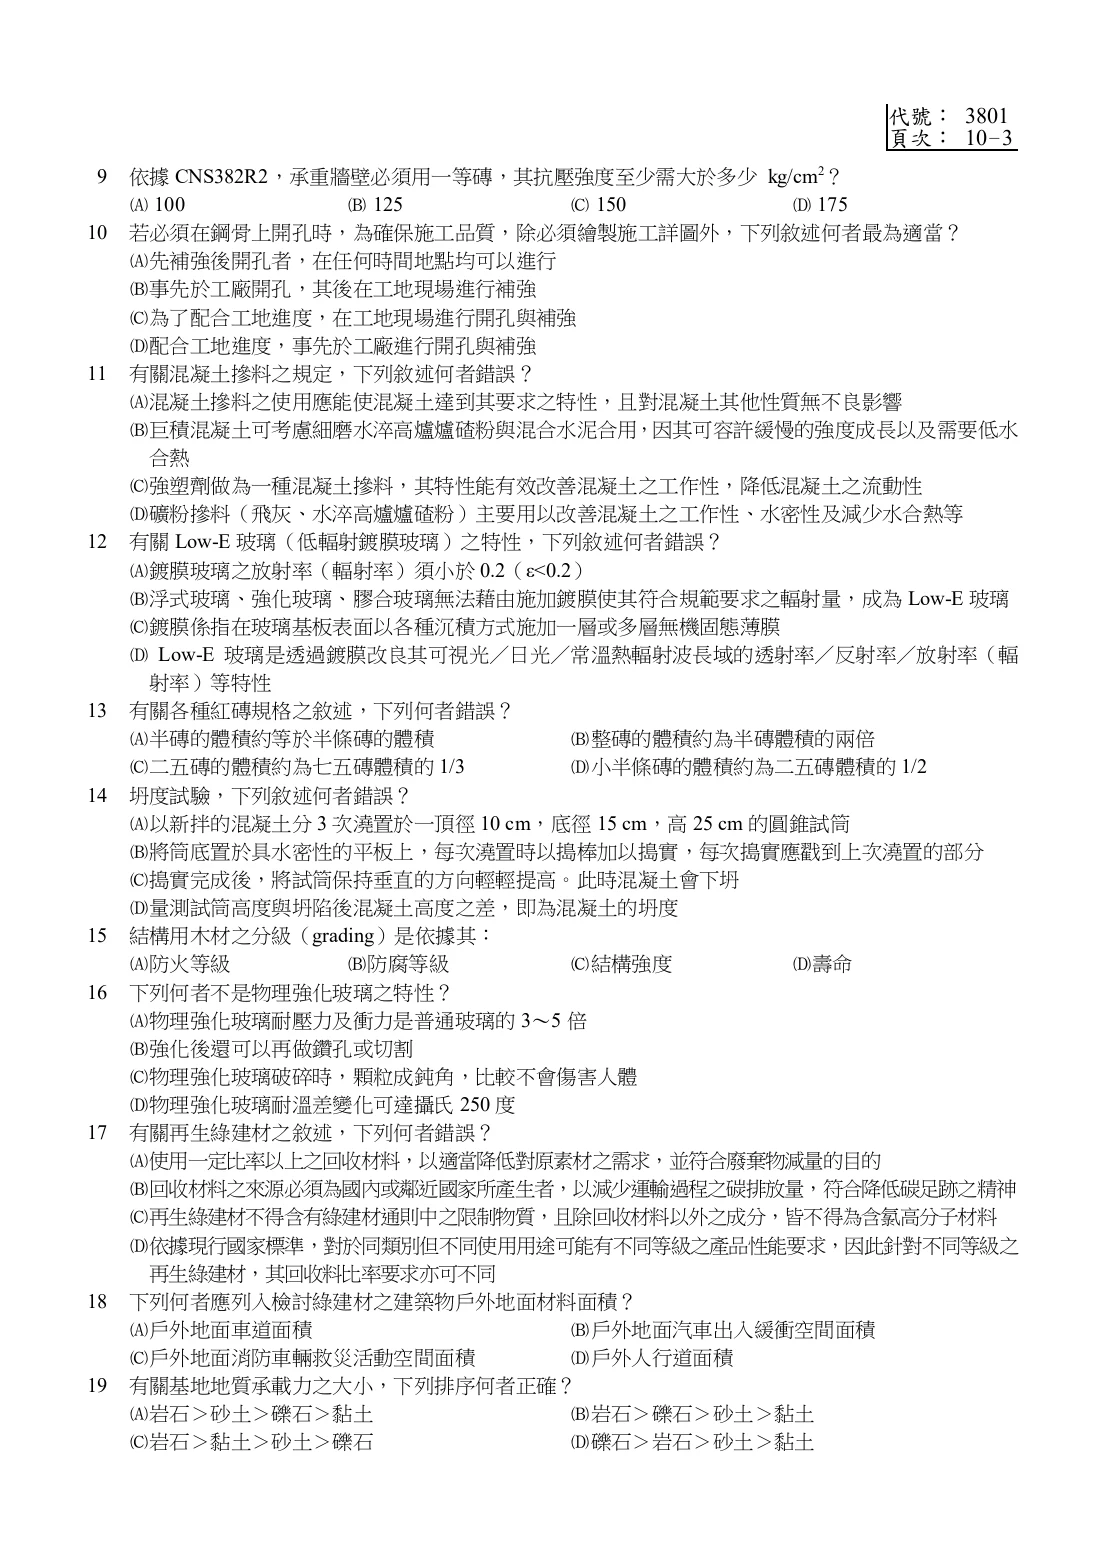 代號： 3801
頁次： 10－3
9 依據 CNS382R2，承重牆壁必須用一等磚，其抗壓強度至少需大於多少 kg/cm²？
(A) 100 (B) 125 (C) 150 (D) 175
10 若必須在鋼骨上開孔時，為確保施工品質，除必須繪製施工詳圖外，下列敘述何者最為適當？
(A)先補強後開孔者，在任何時間地點均可以進行
(B)事先於工廠開孔，其後在工地現場進行補強
(C)為了配合工地進度，在工地現場進行開孔與補強
(D)配合工地進度，事先於工廠進行開孔與補強
11 有關混凝土摻料之規定，下列敘述何者錯誤？
(A)混凝土摻料之使用應能使混凝土達到其要求之特性，且對混凝土其他性質無不良影響
(B)巨積混凝土可考慮細磨水淬高爐爐碴粉與混合水泥合用，因其可容許緩慢的強度成長以及需要低水
合熱
(C)強塑劑做為一種混凝土摻料，其特性能有效改善混凝土之工作性，降低混凝土之流動性
(D)礦粉摻料（飛灰、水淬高爐爐碴粉）主要用以改善混凝土之工作性、水密性及減少水合熱等
12 有關 Low-E 玻璃（低輻射鍍膜玻璃）之特性，下列敘述何者錯誤？
(A)鍍膜玻璃之放射率（輻射率）須小於 0.2（ε<0.2）
(B)浮式玻璃、強化玻璃、膠合玻璃無法藉由施加鍍膜使其符合規範要求之輻射量，成為 Low-E 玻璃
(C)鍍膜係指在玻璃基板表面以各種沉積方式施加一層或多層無機固態薄膜
(D) Low-E 玻璃是透過鍍膜改良其可視光／日光／常溫熱輻射波長域的透射率／反射率／放射率（輻
射率）等特性
13 有關各種紅磚規格之敘述，下列何者錯誤？
(A)半磚的體積約等於半條磚的體積 (B)整磚的體積約為半磚體積的兩倍
(C)二五磚的體積約為七五磚體積的 1/3 (D)小半條磚的體積約為二五磚體積的 1/2
14 坍度試驗，下列敘述何者錯誤？
(A)以新拌的混凝土分 3 次澆置於一頂徑 10 cm，底徑 15 cm，高 25 cm 的圓錐試筒
(B)將筒底置於具水密性的平板上，每次澆置時以搗棒加以搗實，每次搗實應戳到上次澆置的部分
(C)搗實完成後，將試筒保持垂直的方向輕輕提高。此時混凝土會下坍
(D)量測試筒高度與坍陷後混凝土高度之差，即為混凝土的坍度
15 結構用木材之分級（grading）是依據其：
(A)防火等級 (B)防腐等級 (C)結構強度 (D)壽命
16 下列何者不是物理強化玻璃之特性？
(A)物理強化玻璃耐壓力及衝力是普通玻璃的 3～5 倍
(B)強化後還可以再做鑽孔或切割
(C)物理強化玻璃破碎時，顆粒成鈍角，比較不會傷害人體
(D)物理強化玻璃耐溫差變化可達攝氏 250 度
17 有關再生綠建材之敘述，下列何者錯誤？
(A)使用一定比率以上之回收材料，以適當降低對原素材之需求，並符合廢棄物減量的目的
(B)回收材料之來源必須為國內或鄰近國家所產生者，以減少運輸過程之碳排放量，符合降低碳足跡之精神
(C)再生綠建材不得含有綠建材通則中之限制物質，且除回收材料以外之成分，皆不得為含氯高分子材料
(D)依據現行國家標準，對於同類別但不同使用用途可能有不同等級之產品性能要求，因此針對不同等級之
再生綠建材，其回收料比率要求亦可不同
18 下列何者應列入檢討綠建材之建築物戶外地面材料面積？
(A)戶外地面車道面積 (B)戶外地面汽車出入緩衝空間面積
(C)戶外地面消防車輛救災活動空間面積 (D)戶外人行道面積
19 有關基地地質承載力之大小，下列排序何者正確？
(A)岩石＞砂土＞礫石＞黏土 (B)岩石＞礫石＞砂土＞黏土
(C)岩石＞黏土＞砂土＞礫石 (D)礫石＞岩石＞砂土＞黏土